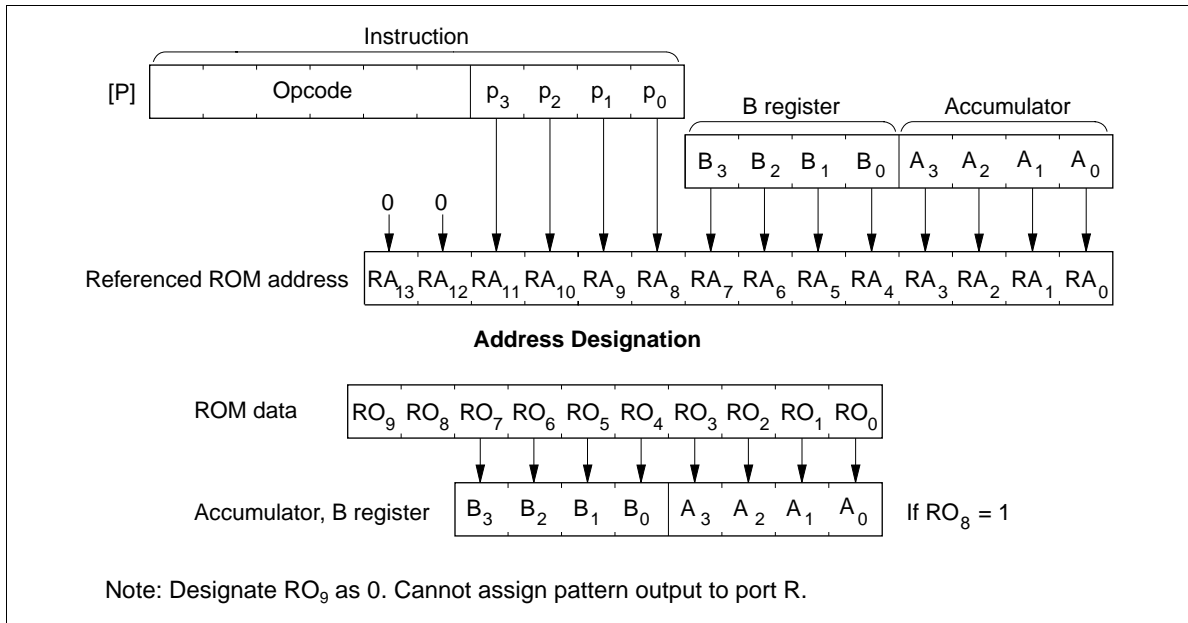 Instruction
[P] Opcode p3 p2 p1 p0
B register Accumulator
B3 B2 B1 B0 A3 A2 A1 A0
0 0
Referenced ROM address RA13 RA12 RA11 RA10 RA9 RA8 RA7 RA6 RA5 RA4 RA3 RA2 RA1 RA0
Address Designation
ROM data RO9 RO8 RO7 RO6 RO5 RO4 RO3 RO2 RO1 RO0
Accumulator, B register B3 B2 B1 B0 A3 A2 A1 A0 If RO8 = 1
Note: Designate RO9 as 0. Cannot assign pattern output to port R.